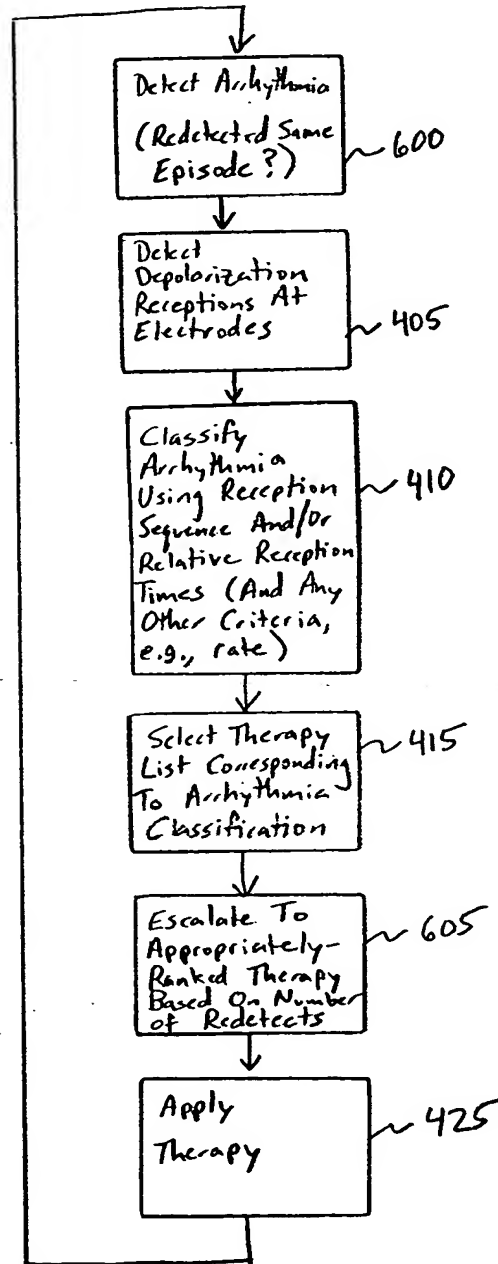 Detect Arrhythmia
(Redetected Same
Episode?)
600
Detect
Depolarization
Receptions At
Electrodes
405
Classify
Arrhythmia
Using Reception
Sequence And/Or
Relative Reception
Times (And Any
Other Criteria,
e.g., rate)
410
Select Therapy
List Corresponding
To Arrhythmia
Classification
415
Escalate To
Appropriately-
Ranked Therapy
Based On Number
of Redetects
605
Apply
Therapy
425